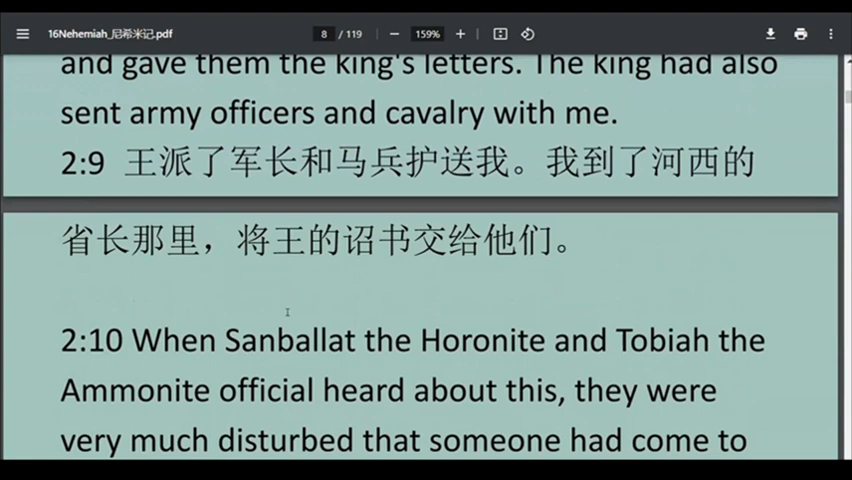 16Nehemiah_尼希米记.pdf
8 / 119
159%
and gave them the king's letters. The king had also
sent army officers and cavalry with me.
2:9 王派了军长和马兵护送我。我到了河西的
省长那里，将王的诏书交给他们。
2:10 When Sanballat the Horonite and Tobiah the
Ammonite official heard about this, they were
very much disturbed that someone had come to